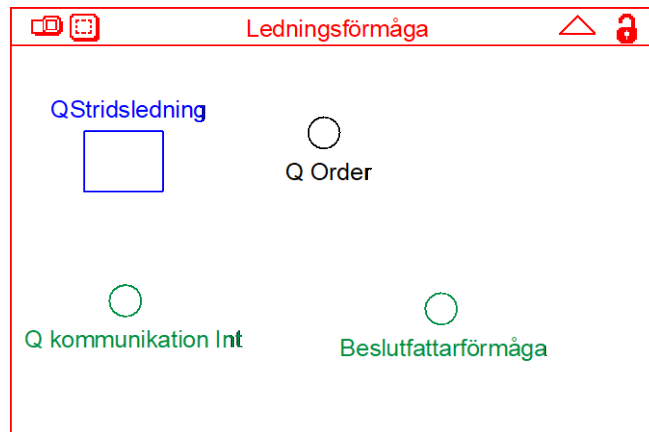 Ledningsförmåga
QStridsledning
Q Order
Q kommunikation Int
Beslutfattarförmåga